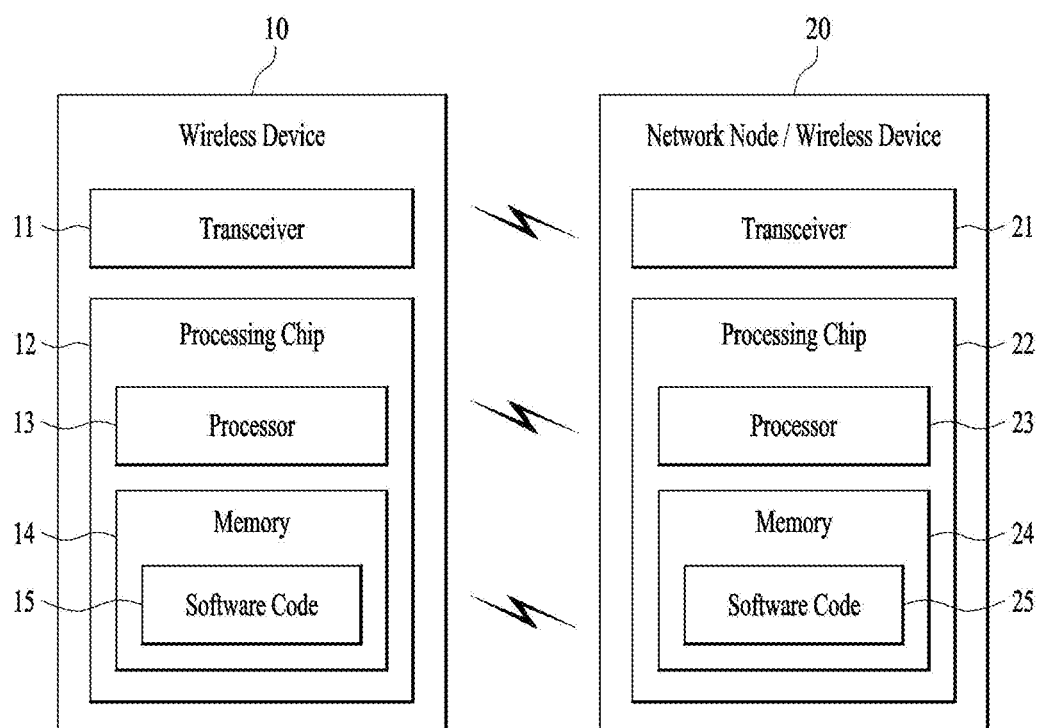 10
20
Wireless Device
Network Node / Wireless Device
11
Transceiver
Transceiver
21
12
Processing Chip
Processing Chip
22
13
Processor
Processor
23
14
Memory
Memory
24
15
Software Code
Software Code
25